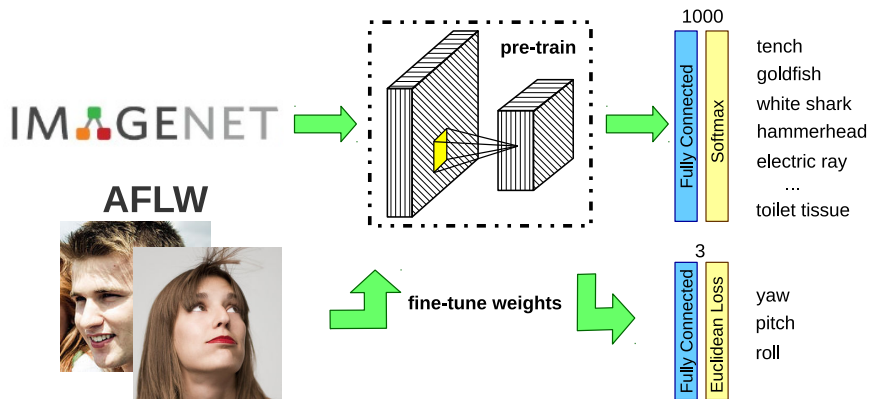 IMAGENET
AFLW
pre-train
fine-tune weights
1000
Fully Connected
Softmax
tench
goldfish
white shark
hammerhead
electric ray
...
toilet tissue
3
Fully Connected
Euclidean Loss
yaw
pitch
roll